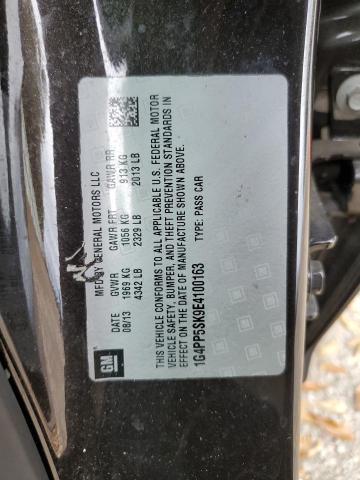 GM
MFD BY GENERAL MOTORS LLC
DATE GVWR GAWR FRT GAWR RR
08/13 1969 KG 1056 KG 913 KG
4342 LB 2329 LB 2013 LB
THIS VEHICLE CONFORMS TO ALL APPLICABLE U.S. FEDERAL MOTOR
VEHICLE SAFETY, BUMPER, AND THEFT PREVENTION STANDARDS IN
EFFECT ON THE DATE OF MANUFACTURE SHOWN ABOVE.
1G4PP5SK9E4100163 TYPE: PASS CAR